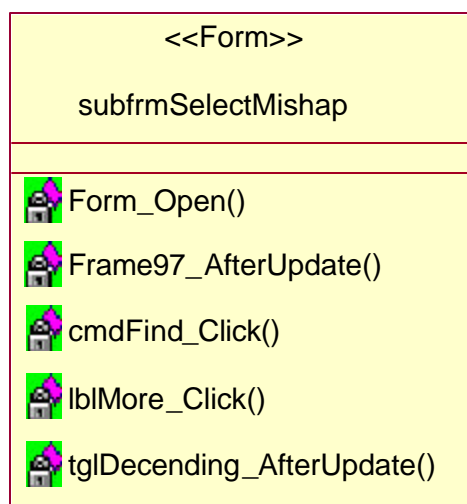 <<Form>>
subfrmSelectMishap
Form_Open()
Frame97_AfterUpdate()
cmdFind_Click()
lblMore_Click()
tglDecending_AfterUpdate()